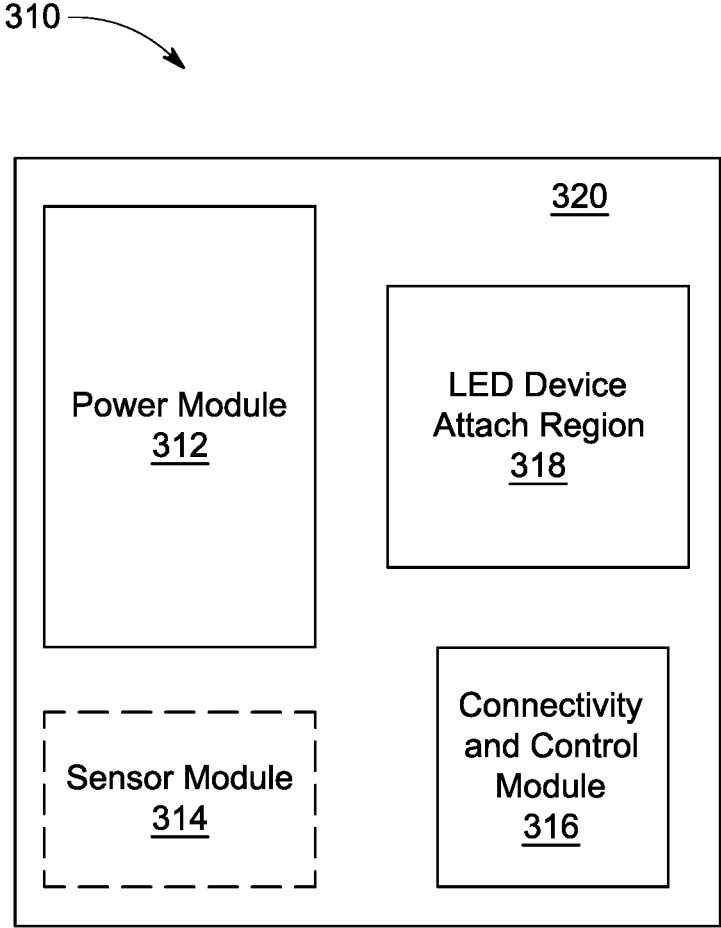 310
320
Power Module
312
LED Device
Attach Region
318
Sensor Module
314
Connectivity
and Control
Module
316